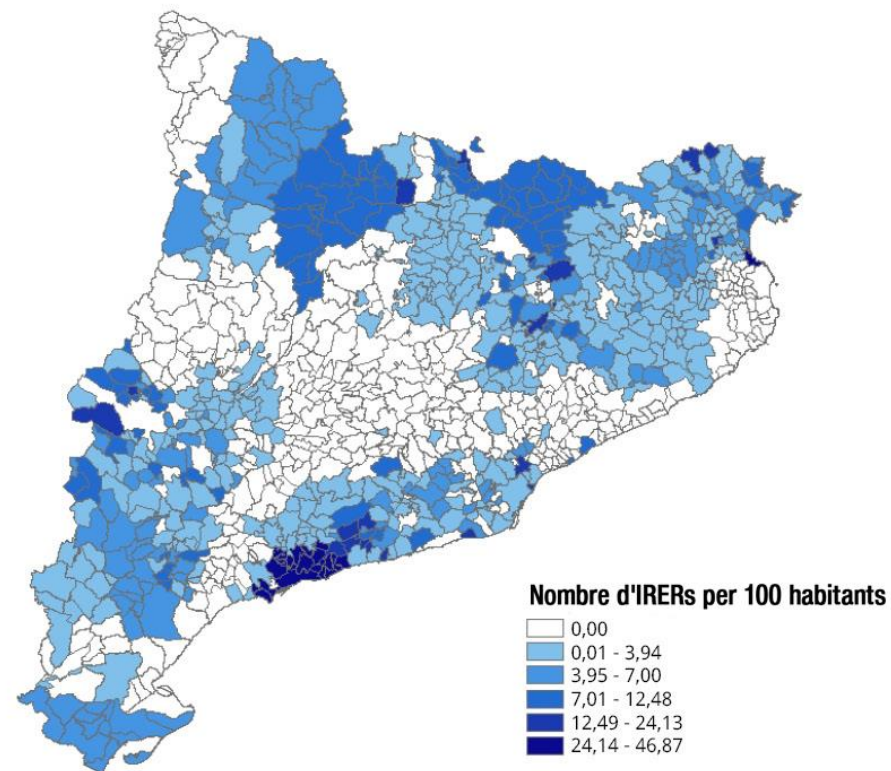 Nombre d'IRERs per 100 habitants
0,00
0,01 - 3,94
3,95 - 7,00
7,01 - 12,48
12,49 - 24,13
24,14 - 46,87